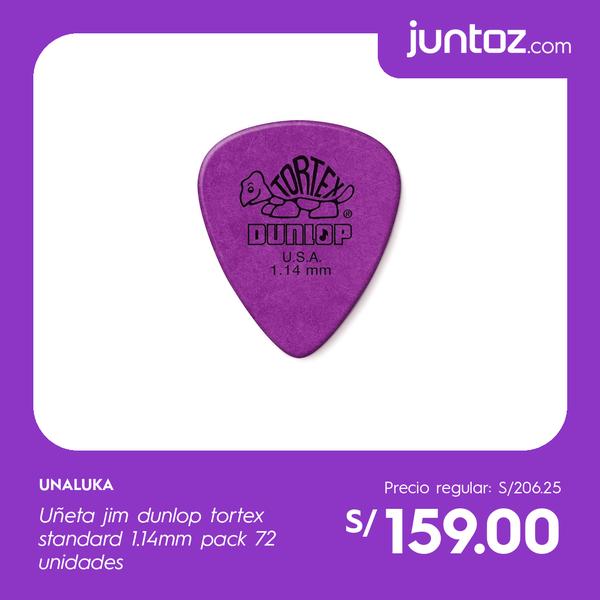 juntoz.com
TORTEX
®
DUNLOP
U.S.A.
1.14 mm
UNALUKA
Uñeta jim dunlop tortex
standard 1.14mm pack 72
unidades
Precio regular: S/206.25
S/159.00